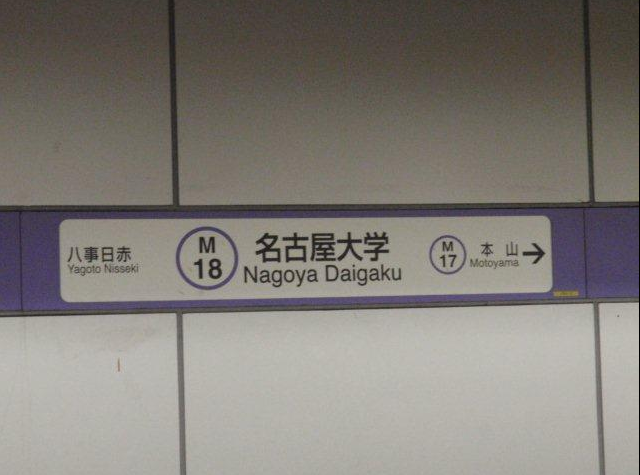 八事日赤
Yagoto Nisseki
M
18
名古屋大学
Nagoya Daigaku
M
17
本山
Motoyama
→